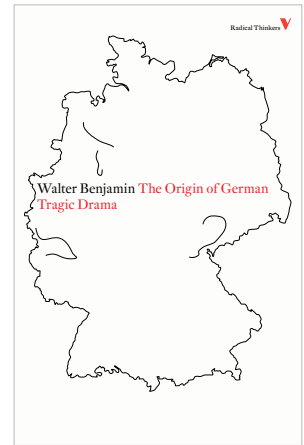 Radical Thinkers V
Walter Benjamin The Origin of German
Tragic Drama